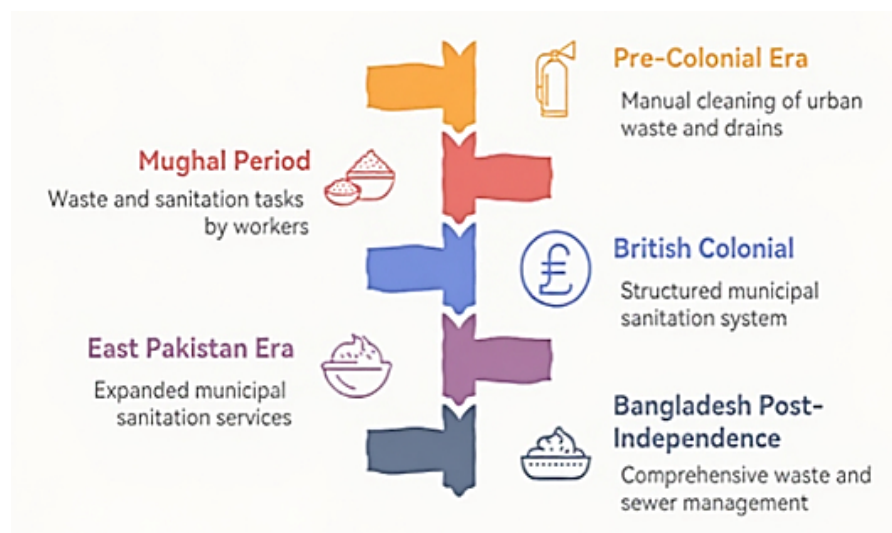 Pre-Colonial Era
Manual cleaning of urban
waste and drains
Mughal Period
Waste and sanitation tasks
by workers
British Colonial
Structured municipal
sanitation system
East Pakistan Era
Expanded municipal
sanitation services
Bangladesh Post-
Independence
Comprehensive waste and
sewer management